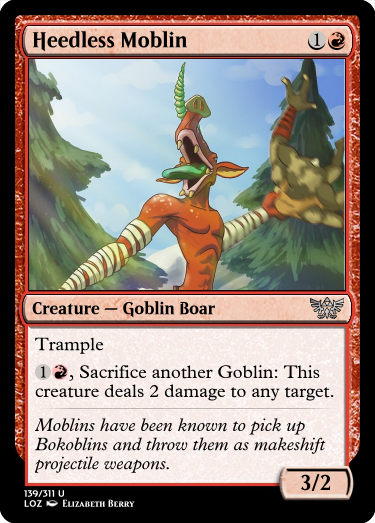 Heedless Moblin 1
Creature — Goblin Boar
Trample
1, Sacrifice another Goblin: This
creature deals 2 damage to any target.
Moblins have been known to pick up
Bokoblins and throw them as makeshift
projectile weapons.
3/2
139/311 U
LOZ Elizabeth Berry